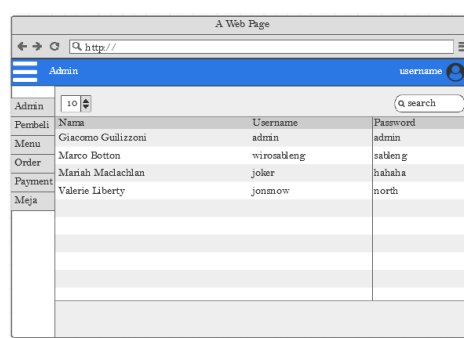 A Web Page
http://
Admin username
10 search
Admin
Pembeli
Menu
Order
Payment
Meja
Nama Username Password
Giacomo Guilizzoni admin admin
Marco Botton wirosableng sableng
Mariah Maclachlan joker hahaha
Valerie Liberty jonsnow north